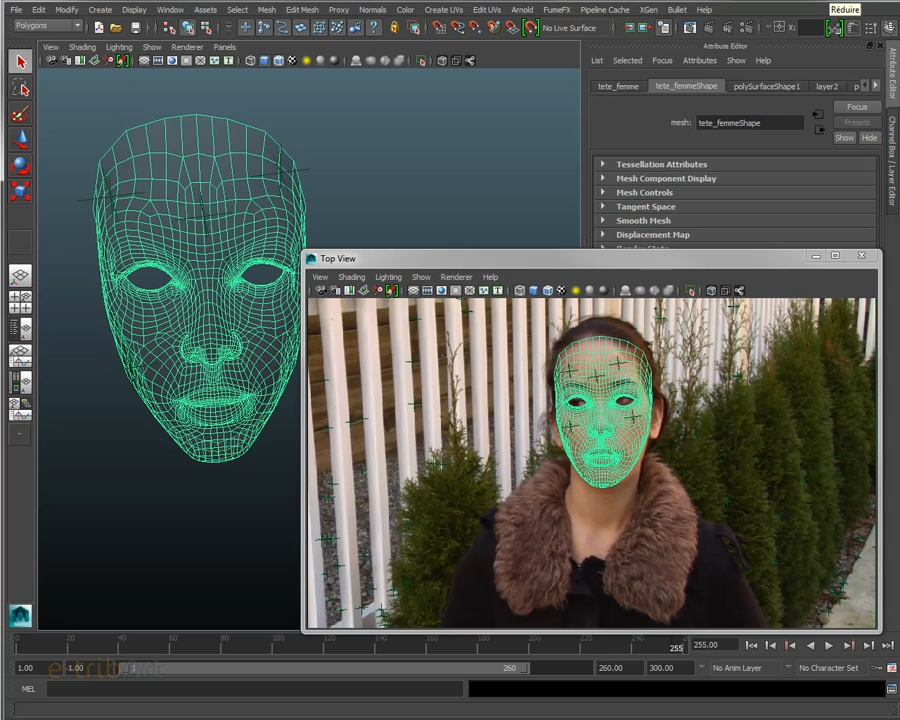 File Edit Modify Create Display Window Assets Select Mesh Edit Mesh Proxy Normals Color Create UVs Edit UVs Arnold FumeFX Pipeline Cache XGen Bullet Help
Réduire
Polygons
No Live Surface
X:
View Shading Lighting Show Renderer Panels
Attribute Editor
List Selected Focus Attributes Show Help
tete_femme tete_femmeShape polySurfaceShape1 layer2 p
Focus
mesh: tete_femmeShape
Presets
Show Hide
Tessellation Attributes
Mesh Component Display
Mesh Controls
Tangent Space
Smooth Mesh
Displacement Map
Attribute Editor
Channel Box / Layer Editor
Top View
View Shading Lighting Show Renderer Help
0 20 40 60 80 100 120 140 160 180 200 220 240 255
255.00
1.00 1.00 1 260 260.00 300.00 No Anim Layer No Character Set
MEL